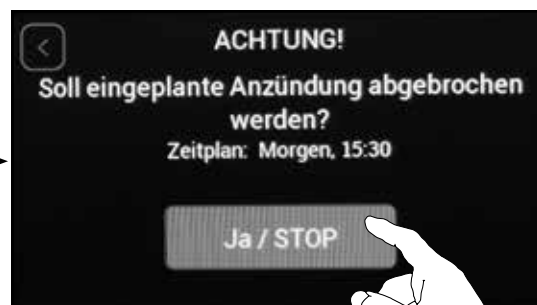 ACHTUNG!
Soll eingeplante Anzündung abgebrochen
werden?
Zeitplan: Morgen, 15:30
Ja / STOP